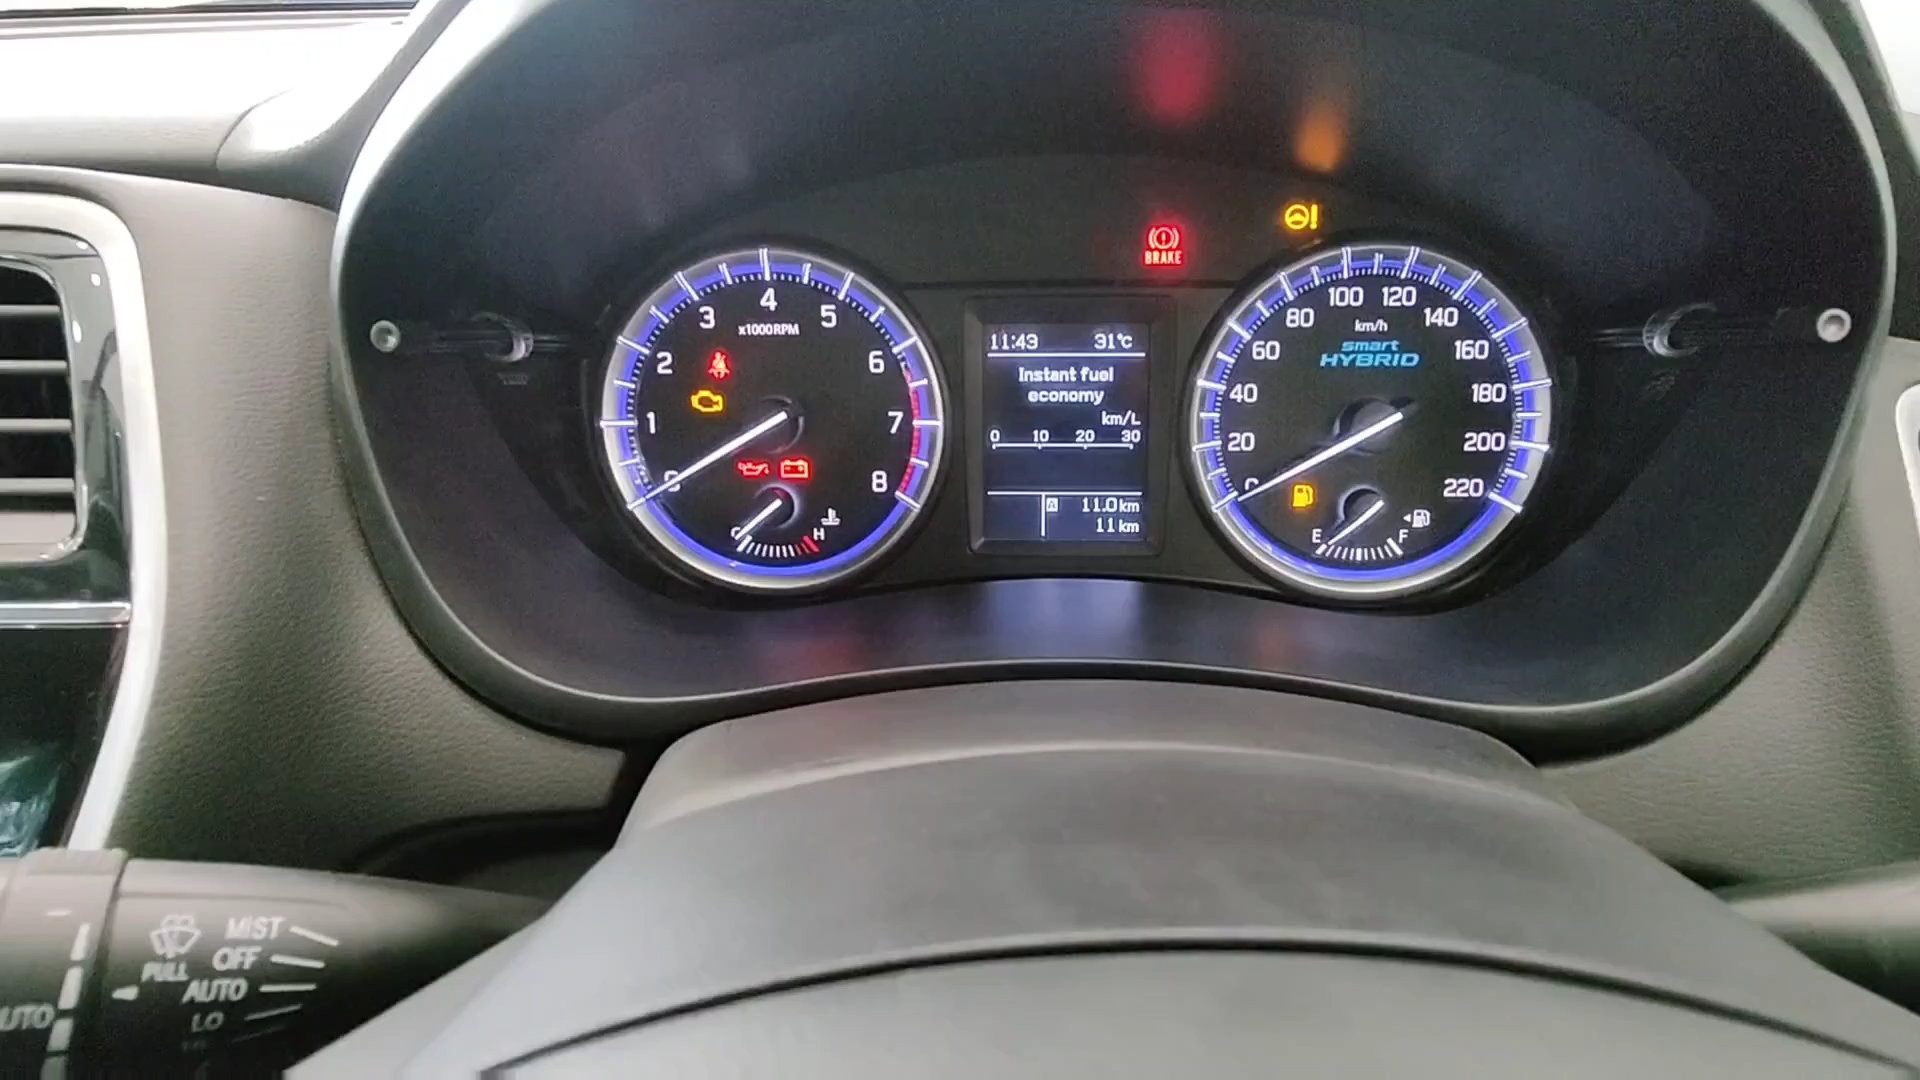 BRAKE
4
3
5
x1000RPM
2
6
1
7
8
C
H
11:43 31°C
Instant fuel
economy
km/L
0 10 20 30
A 11.0km
11km
100 120
80 140
km/h
smart
HYBRID
60 160
40 180
20 200
0 220
E F
MIST
OFF
PULL
AUTO
LO